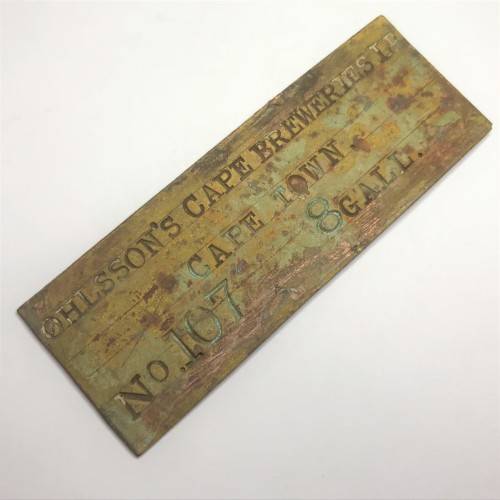 OHLSSON'S CAPE BREWERIES LD
CAPE TOWN.
NO. 107 8 GALL.